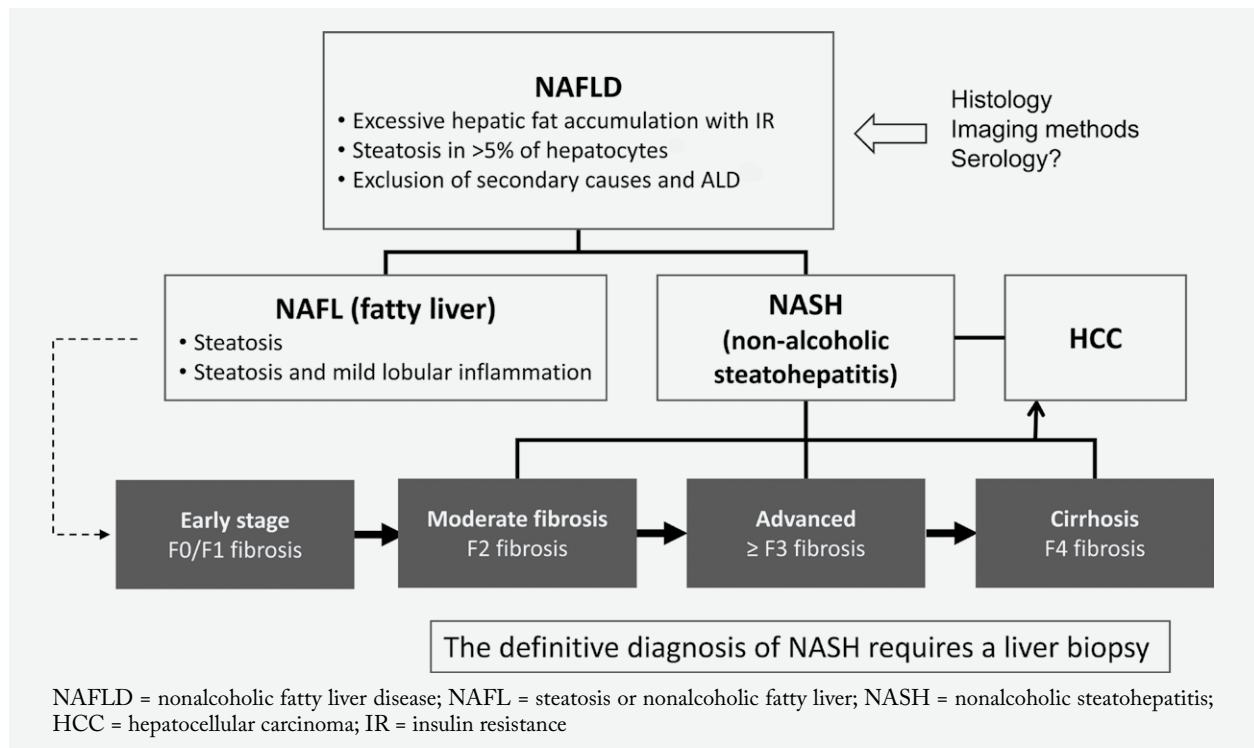 NAFLD
• Excessive hepatic fat accumulation with IR
• Steatosis in >5% of hepatocytes
• Exclusion of secondary causes and ALD
Histology
Imaging methods
Serology?
NAFL (fatty liver)
• Steatosis
• Steatosis and mild lobular inflammation
NASH
(non-alcoholic
steatohepatitis)
HCC
Early stage
F0/F1 fibrosis
Moderate fibrosis
F2 fibrosis
Advanced
≥ F3 fibrosis
Cirrhosis
F4 fibrosis
The definitive diagnosis of NASH requires a liver biopsy
NAFLD = nonalcoholic fatty liver disease; NAFL = steatosis or nonalcoholic fatty liver; NASH = nonalcoholic steatohepatitis;
HCC = hepatocellular carcinoma; IR = insulin resistance